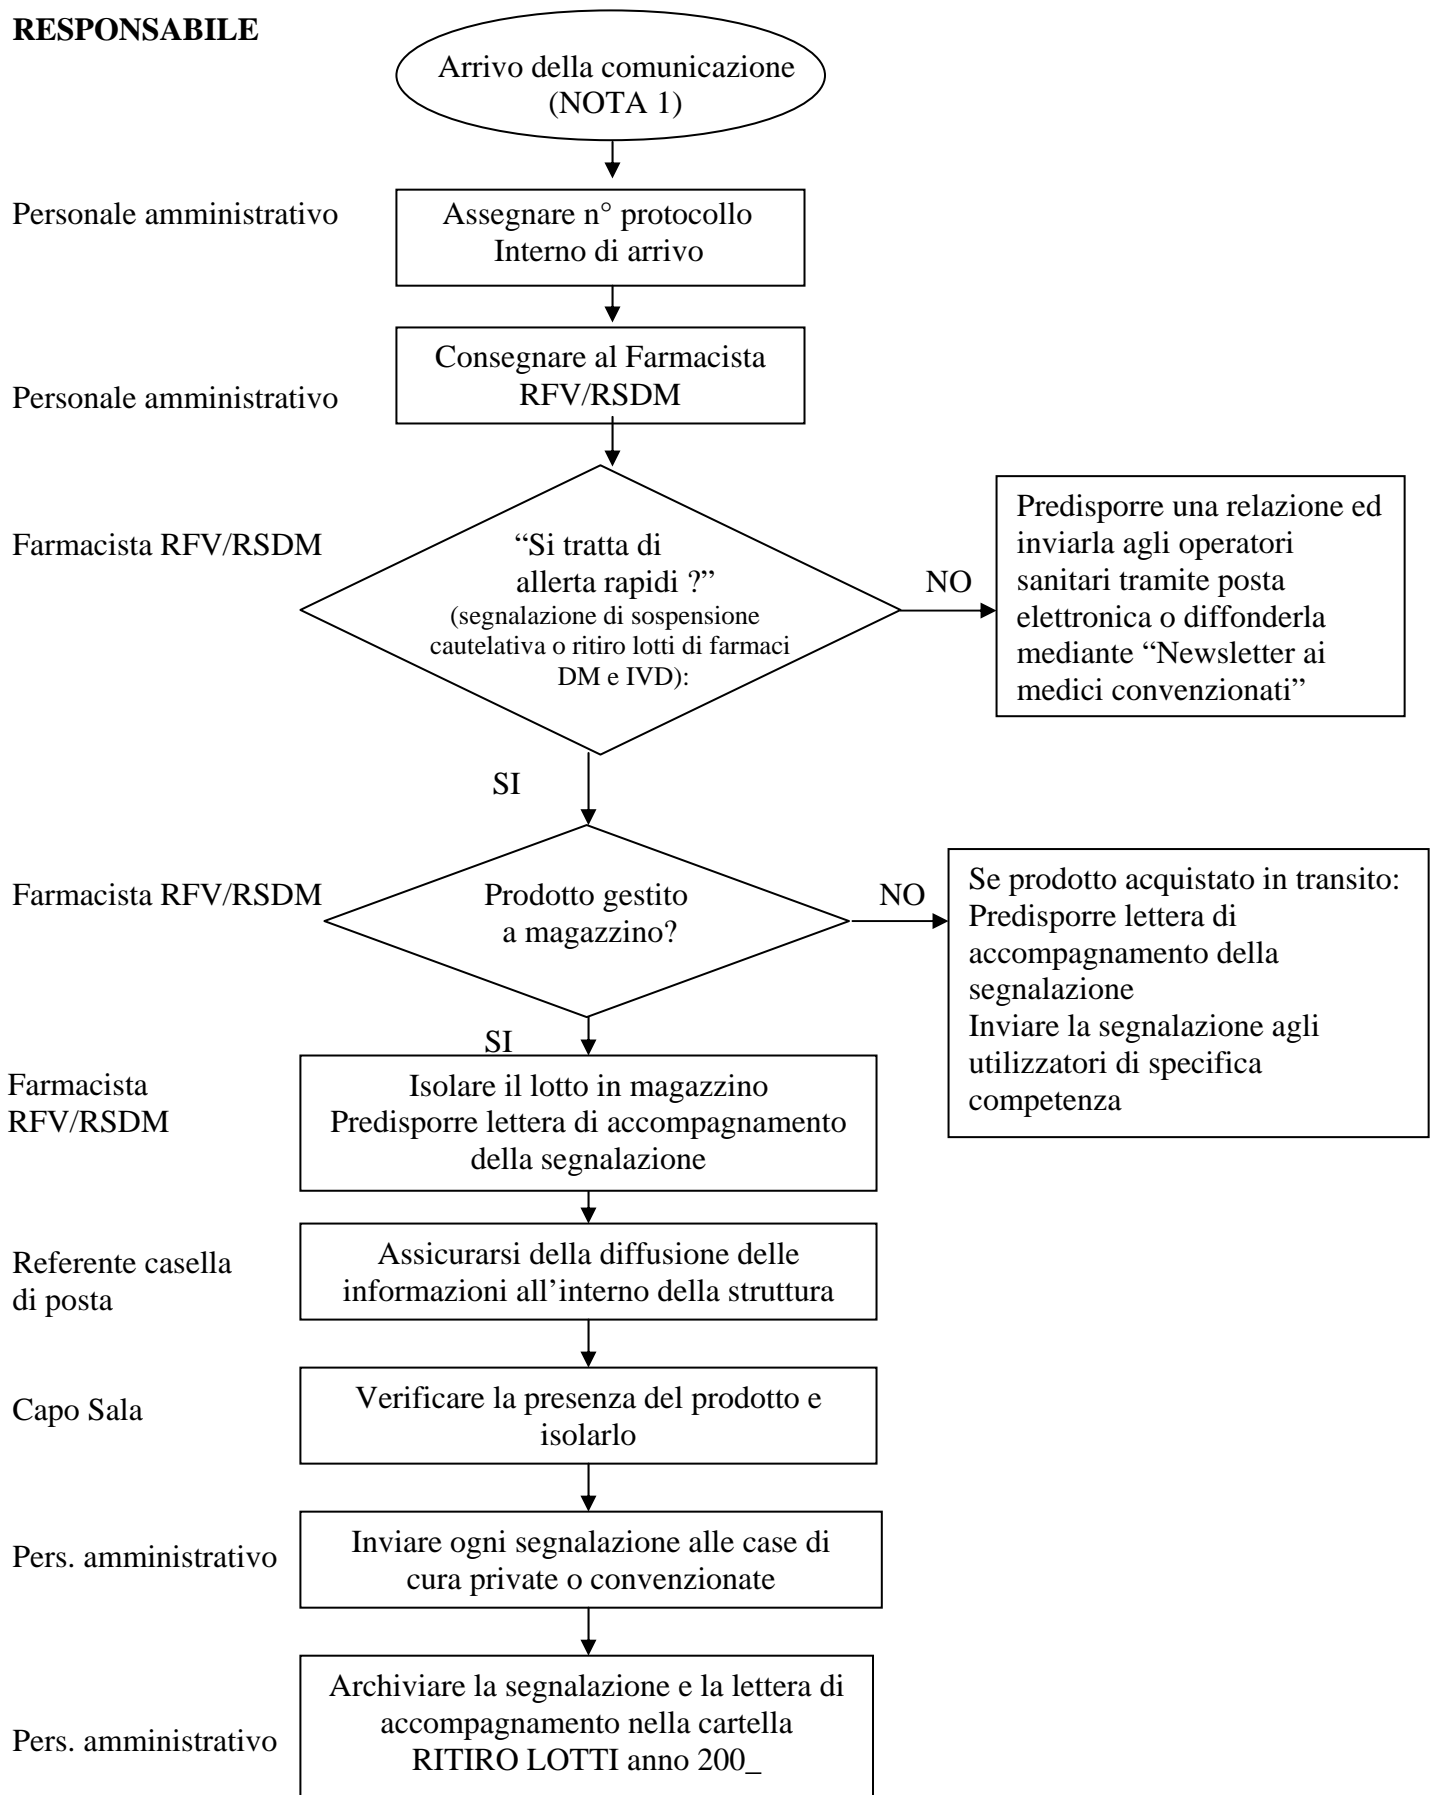 RESPONSABILE
Arrivo della comunicazione
(NOTA 1)
Personale amministrativo
Assegnare n° protocollo
Interno di arrivo
Personale amministrativo
Consegnare al Farmacista
RFV/RSDM
Farmacista RFV/RSDM
“Si tratta di
allerta rapidi ?”
(segnalazione di sospensione
cautelativa o ritiro lotti di farmaci
DM e IVD):
NO
Predisporre una relazione ed
inviarla agli operatori
sanitari tramite posta
elettronica o diffonderla
mediante “Newsletter ai
medici convenzionati”
SI
Farmacista RFV/RSDM
Prodotto gestito
a magazzino?
NO
Se prodotto acquistato in transito:
Predisporre lettera di
accompagnamento della
segnalazione
Inviare la segnalazione agli
utilizzatori di specifica
competenza
SI
Farmacista
RFV/RSDM
Isolare il lotto in magazzino
Predisporre lettera di accompagnamento
della segnalazione
Referente casella
di posta
Assicurarsi della diffusione delle
informazioni all’interno della struttura
Capo Sala
Verificare la presenza del prodotto e
isolarlo
Pers. amministrativo
Inviare ogni segnalazione alle case di
cura private o convenzionate
Pers. amministrativo
Archiviare la segnalazione e la lettera di
accompagnamento nella cartella
RITIRO LOTTI anno 200_